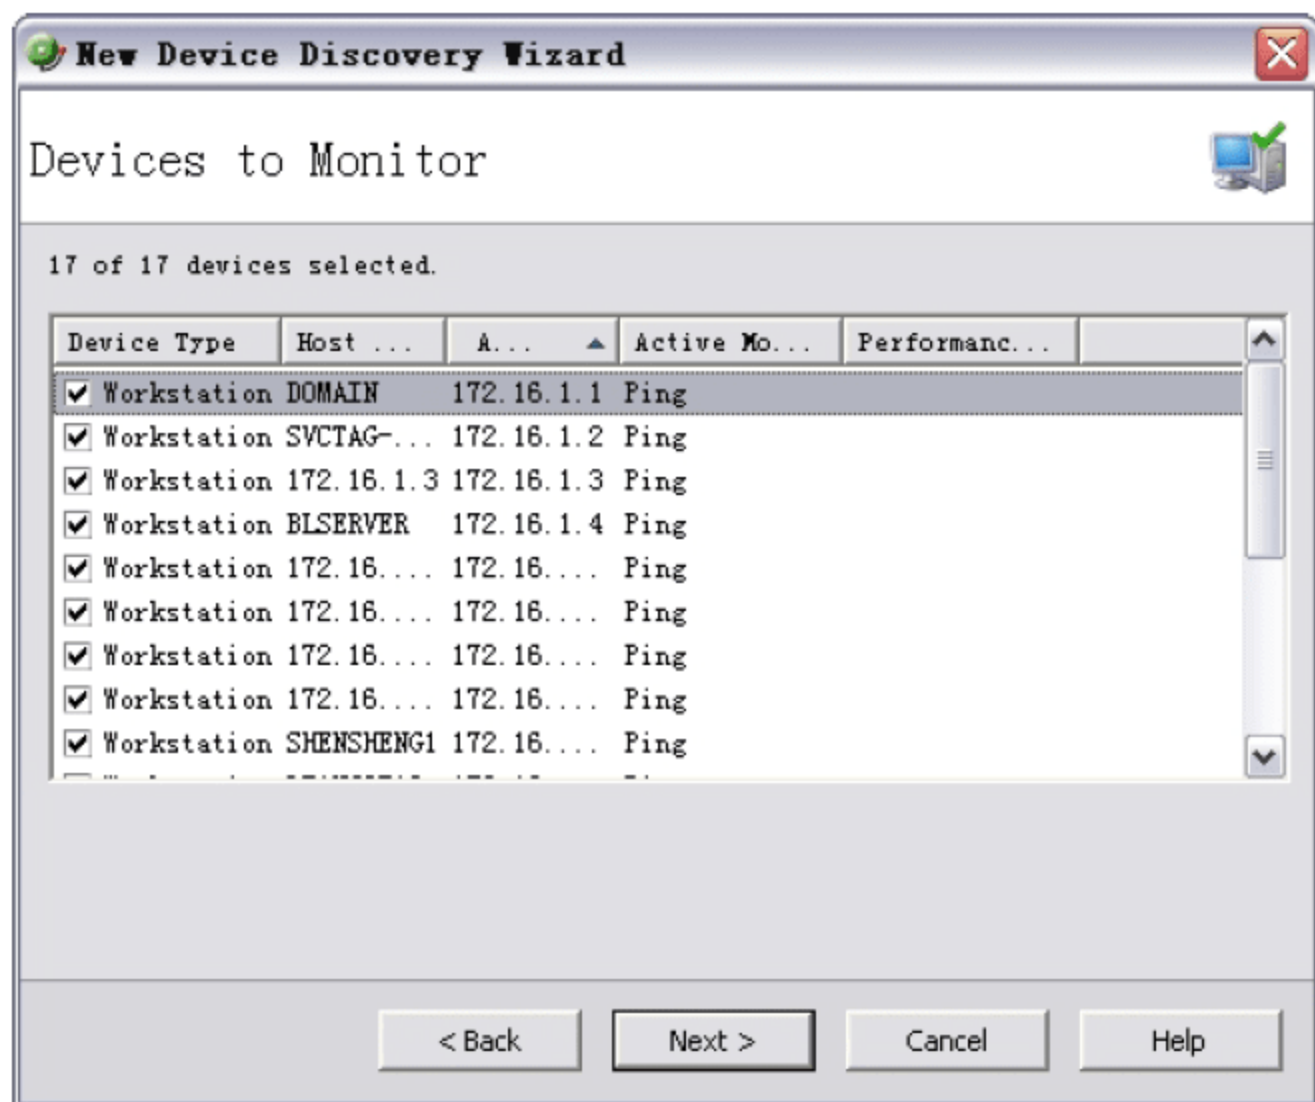 New Device Discovery Wizard
Devices to Monitor
17 of 17 devices selected.
Device Type Host ... A... Active Mo... Performanc...
Workstation DOMAIN 172.16.1.1 Ping
Workstation SVCTAG-... 172.16.1.2 Ping
Workstation 172.16.1.3 172.16.1.3 Ping
Workstation BLSERVER 172.16.1.4 Ping
Workstation 172.16.... 172.16.... Ping
Workstation 172.16.... 172.16.... Ping
Workstation 172.16.... 172.16.... Ping
Workstation 172.16.... 172.16.... Ping
Workstation SHENSHENG1 172.16.... Ping
< Back Next > Cancel Help